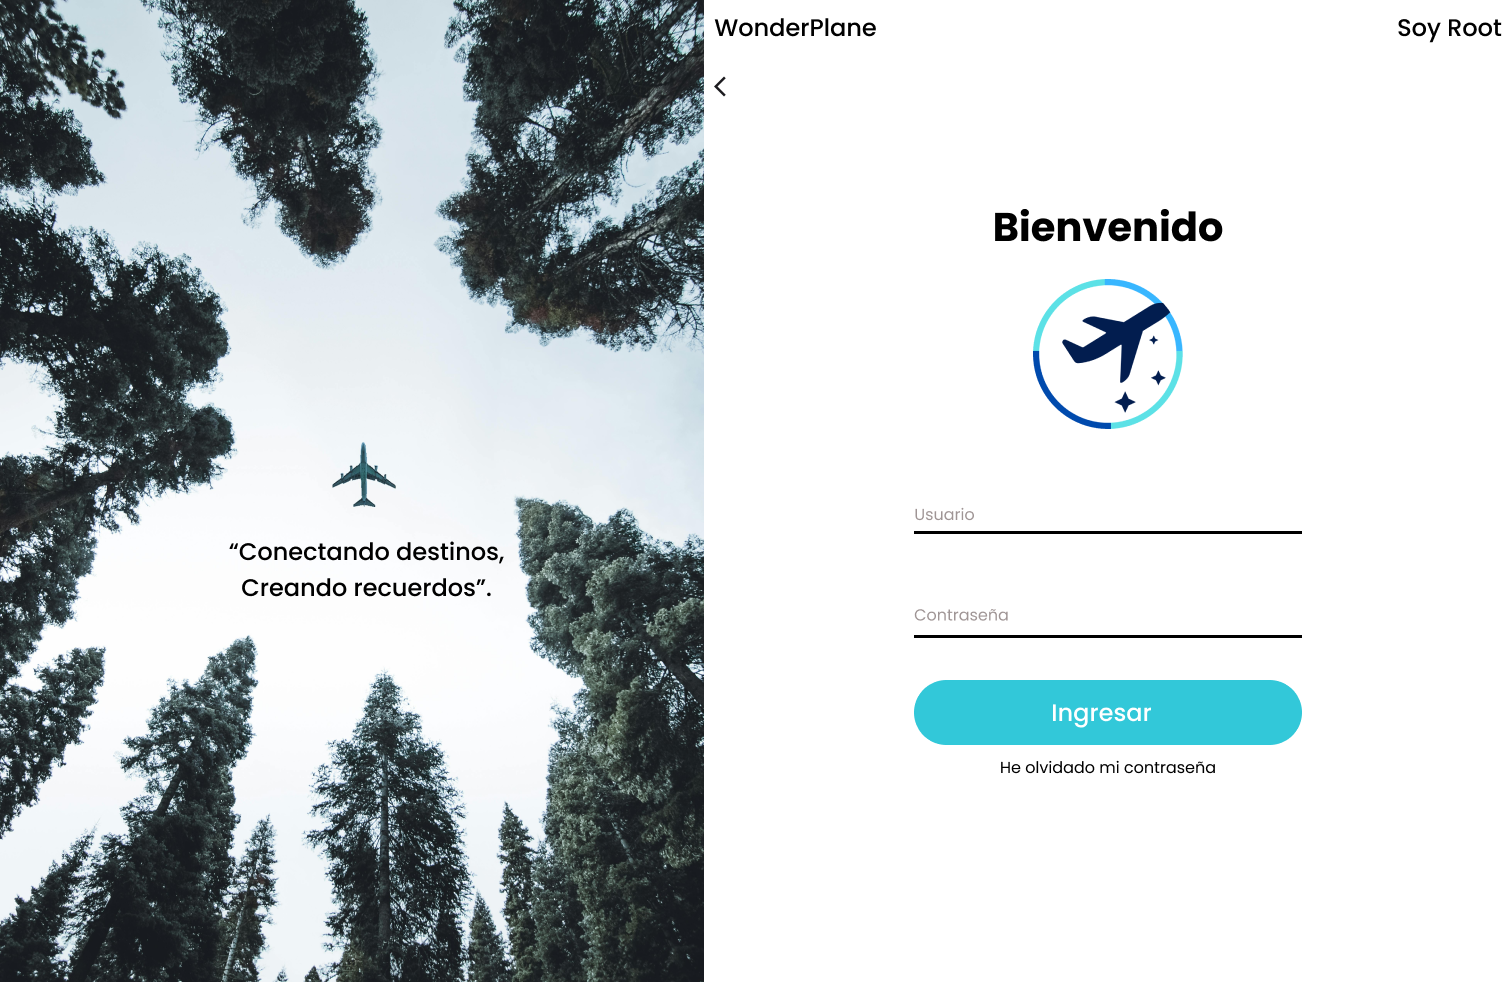 WonderPlane
Soy Root
Bienvenido
“Conectando destinos,
Creando recuerdos”.
Usuario
Contraseña
Ingresar
He olvidado mi contraseña